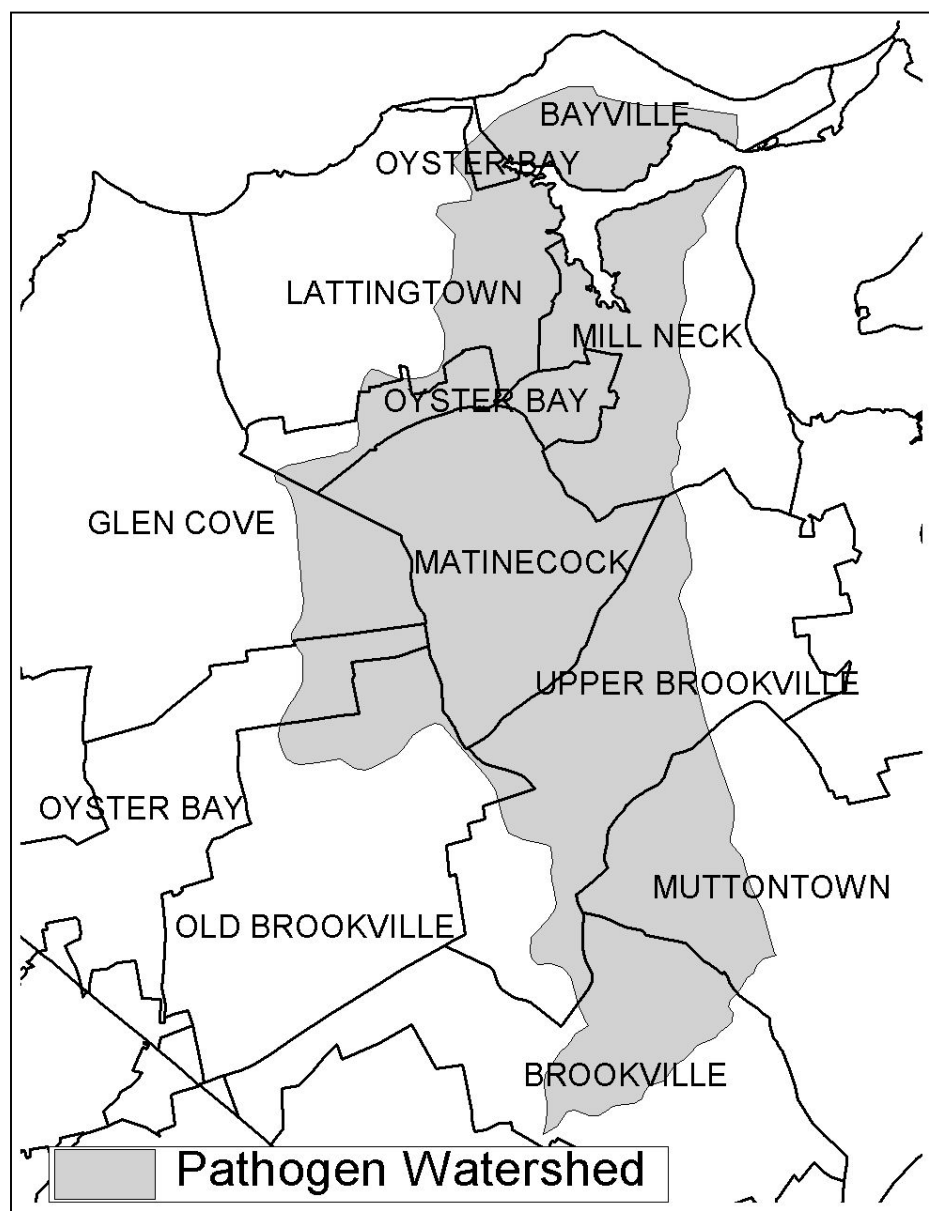 BAYVILLE
OYSTER BAY
LATTINGTOWN
MILL NECK
OYSTER BAY
GLEN COVE
MATINECOCK
UPPER BROOKVILLE
OYSTER BAY
MUTTONTOWN
OLD BROOKVILLE
BROOKVILLE
Pathogen Watershed